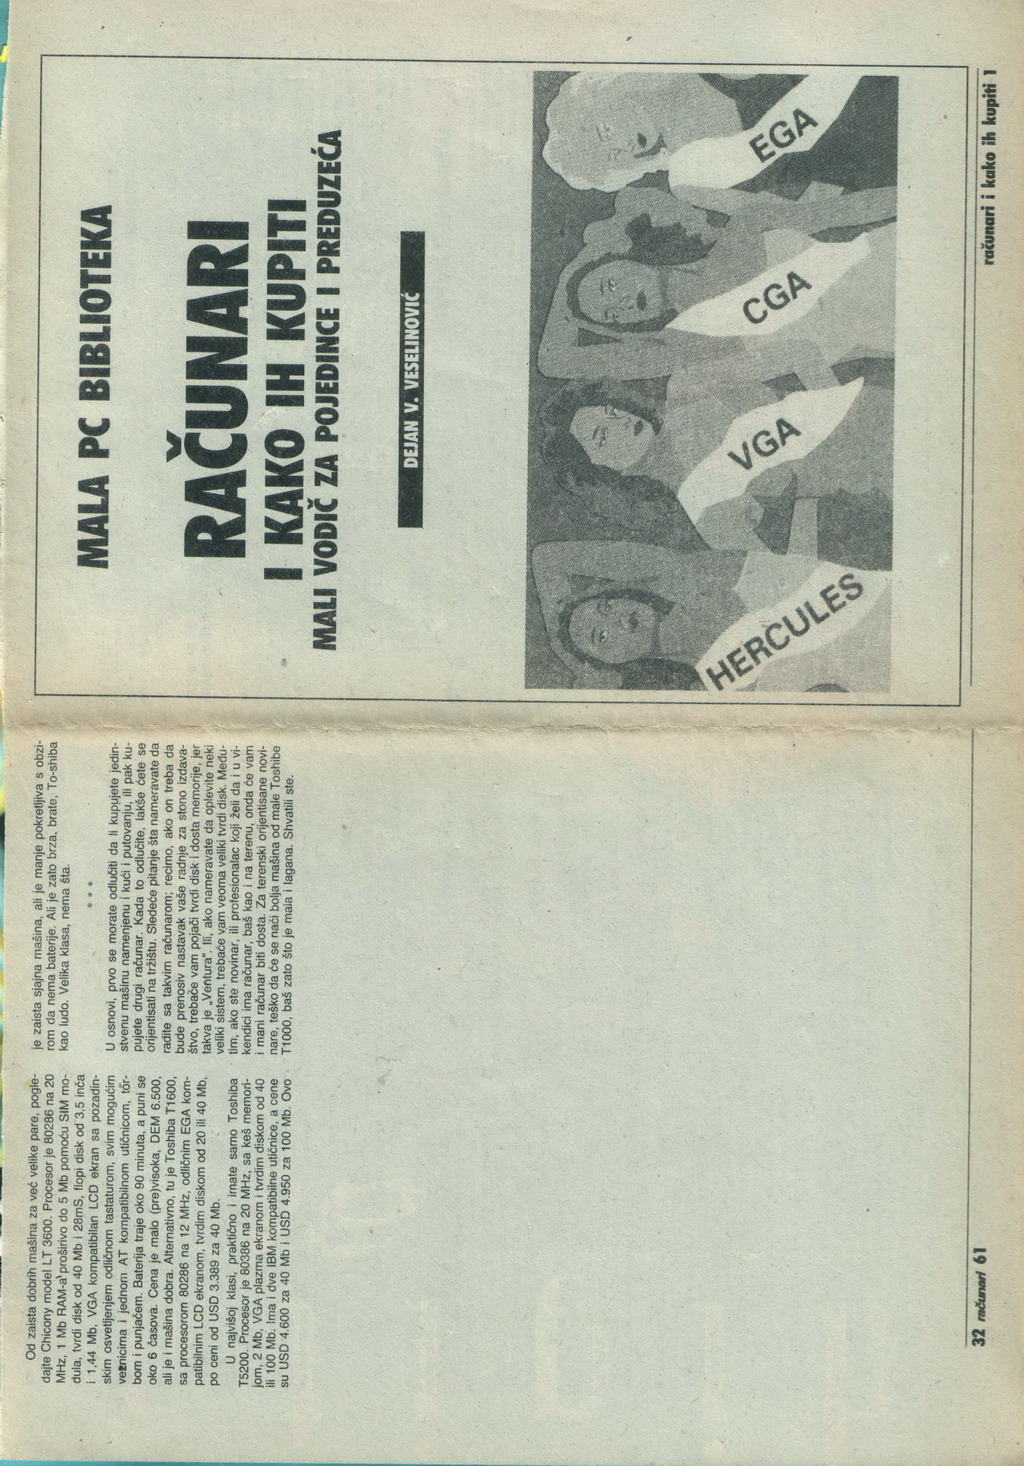 Od zaista dobrih mašina za već velike pare, pogle-
dajte Chicony model LT 3600. Procesor je 80286 na 20
MHz, 1 Mb RAM-a proširivo do 5 Mb pomoću SIM mo-
dula, tvrdi disk od 40 Mb i 28mS, flopi disk od 3,5 inča
i 1,44 Mb, VGA kompatibilan LCD ekran sa pozadin-
skim osvetljenjem odličnom tastaturom, svim mogućim
veznicima i jednom AT kompatibilnom utičnicom, tor-
bom i punjačem. Baterija traje oko 90 minuta, a puni se
oko 6 časova. Cena je malo (pre)visoka, DEM 6.500,
ali je i mašina dobra. Alternativno, tu je Toshiba T1600,
sa procesorom 80286 na 12 MHz, odličnim EGA kom-
patibilnim LCD ekranom, tvrdim diskom od 20 ili 40 Mb,
po ceni od USD 3.389 za 40 Mb.
U najvišoj klasi, praktično i imate samo Toshiba
T5200. Procesor je 80386 na 20 MHz, sa keš memori-
jom, 2 Mb, VGA plazma ekranom i tvrdim diskom od 40
ili 100 Mb. Ima i dve IBM kompatibilne utičnice, a cene
su USD 4.600 za 40 Mb i USD 4.950 za 100 Mb. Ovo
je zaista sjajna mašina, ali je manje pokretljiva s obzi-
rom da nema baterije. Ali je zato brza, brate, To-shiba
kao ludo. Velika klasa, nema šta.
* * *
U osnovi, prvo se morate odlučiti da li kupujete jedin-
stvenu mašinu namenjenu i kući i putovanju, ili pak ku-
pujete drugi računar. Kada to odlučite, lakše ćete se
orijentisati na tržištu. Sledeće pitanje šta nameravate da
radite sa takvim računarom; recimo, ako on treba da
bude prenosiv nastavak vaše radnje za stono izdava-
štvo, trebaće vam pojači tvrdi disk i dosta memorije, jer
takva je „Ventura". Ili, ako nameravate da oplevite neki
veliki sistem, trebaće vam veoma veliki tvrdi disk. Među-
tim, ako ste novinar, ili profesionalac koji želi da i u vi-
kendici ima računar, baš kao i na terenu, onda će vam
i mani računar biti dosta. Za terenski orijentisane novi-
nare, teško da će se naći bolja mašina od male Toshibe
T1000, baš zato što je mala i lagana. Shvatili ste.
32 računari 61
MALA PC BIBLIOTEKA
RAČUNARI
I KAKO IH KUPITI
MALI VODIČ ZA POJEDINCE I PREDUZEĆA
DEJAN V. VESELINOVIĆ
HERCULES
VGA
CGA
EGA
računari i kako ih kupiti 1